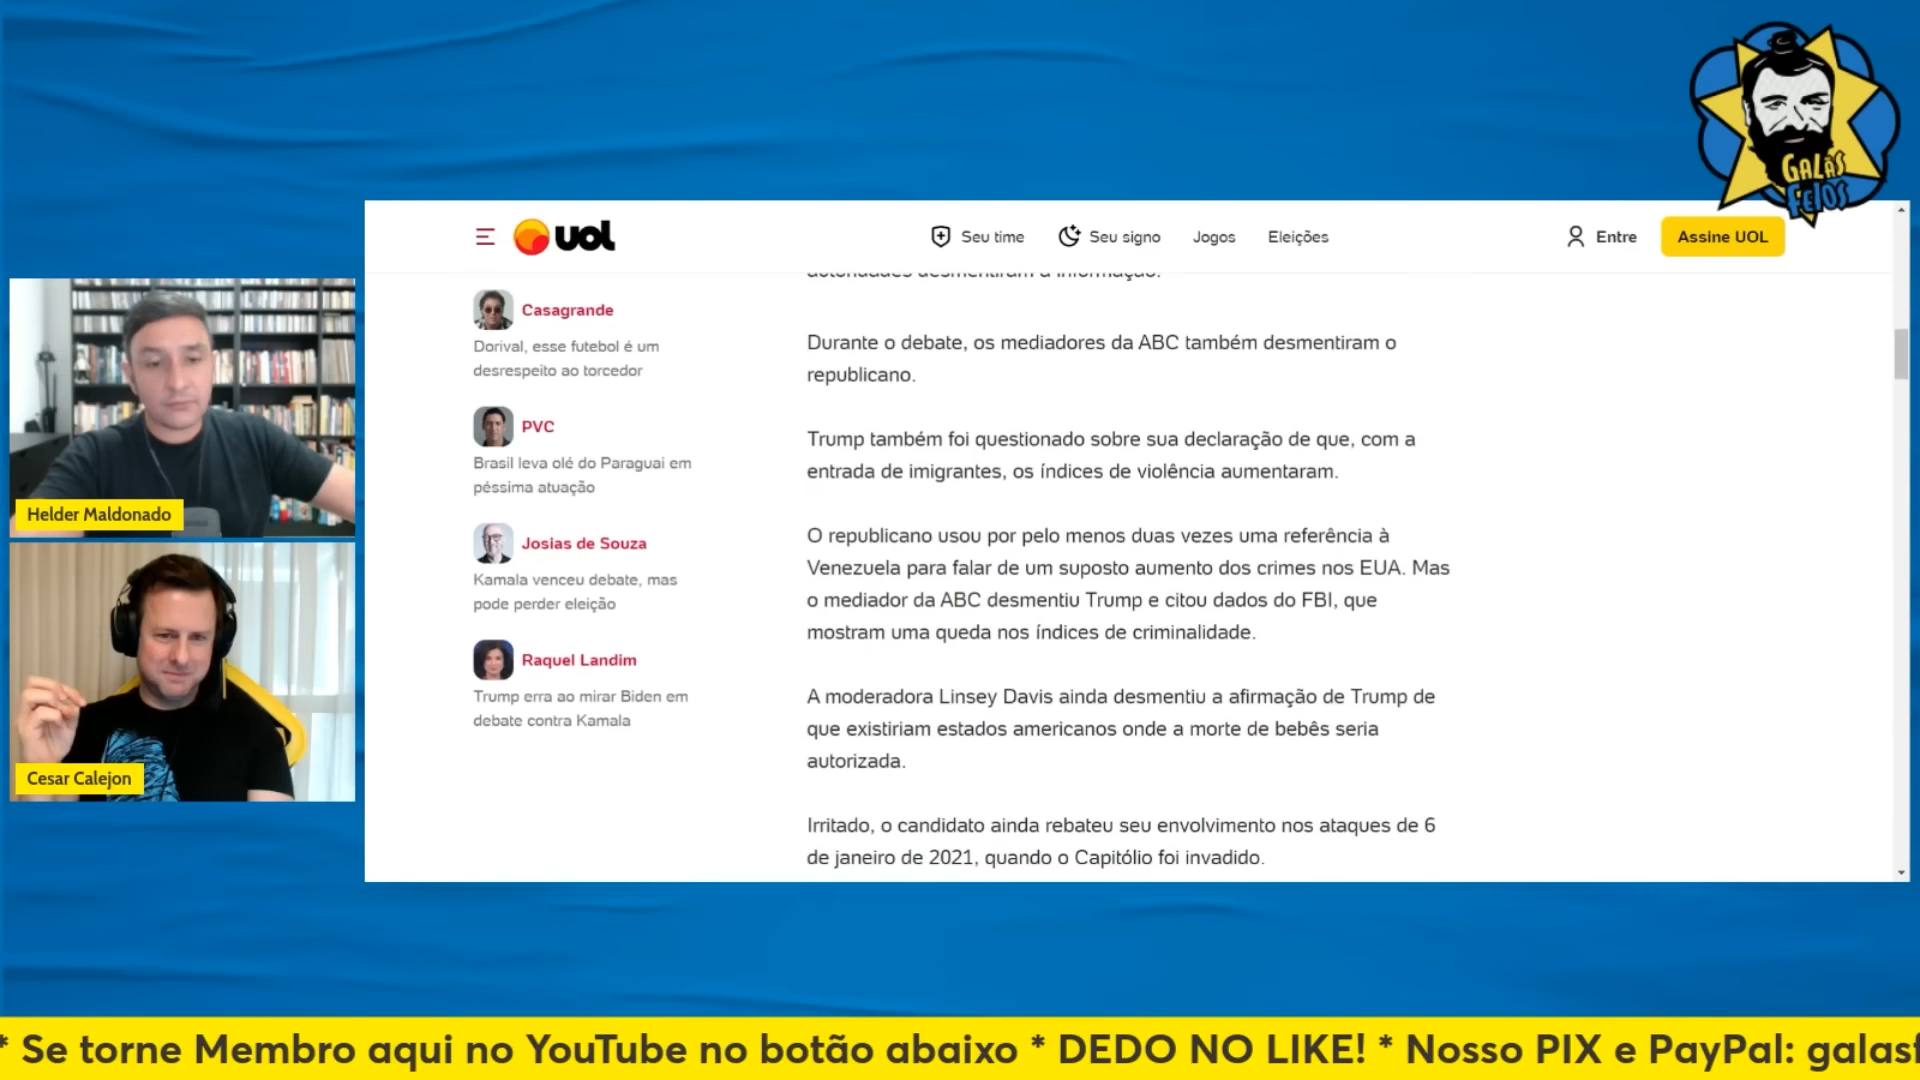 GALÃS
FEIOS
UOL
Seu time
Seu signo
Jogos
Eleições
Entre
Assine UOL
autoridades desmentiram a informação.
Casagrande
Dorival, esse futebol é um
desrespeito ao torcedor
PVC
Brasil leva olé do Paraguai em
péssima atuação
Josias de Souza
Kamala venceu debate, mas
pode perder eleição
Raquel Landim
Trump erra ao mirar Biden em
debate contra Kamala
Durante o debate, os mediadores da ABC também desmentiram o
republicano.
Trump também foi questionado sobre sua declaração de que, com a
entrada de imigrantes, os índices de violência aumentaram.
O republicano usou por pelo menos duas vezes uma referência à
Venezuela para falar de um suposto aumento dos crimes nos EUA. Mas
o mediador da ABC desmentiu Trump e citou dados do FBI, que
mostram uma queda nos índices de criminalidade.
A moderadora Linsey Davis ainda desmentiu a afirmação de Trump de
que existiriam estados americanos onde a morte de bebês seria
autorizada.
Irritado, o candidato ainda rebateu seu envolvimento nos ataques de 6
de janeiro de 2021, quando o Capitólio foi invadido.
Helder Maldonado
Cesar Calejon
* Se torne Membro aqui no YouTube no botão abaixo * DEDO NO LIKE! * Nosso PIX e PayPal: galasf